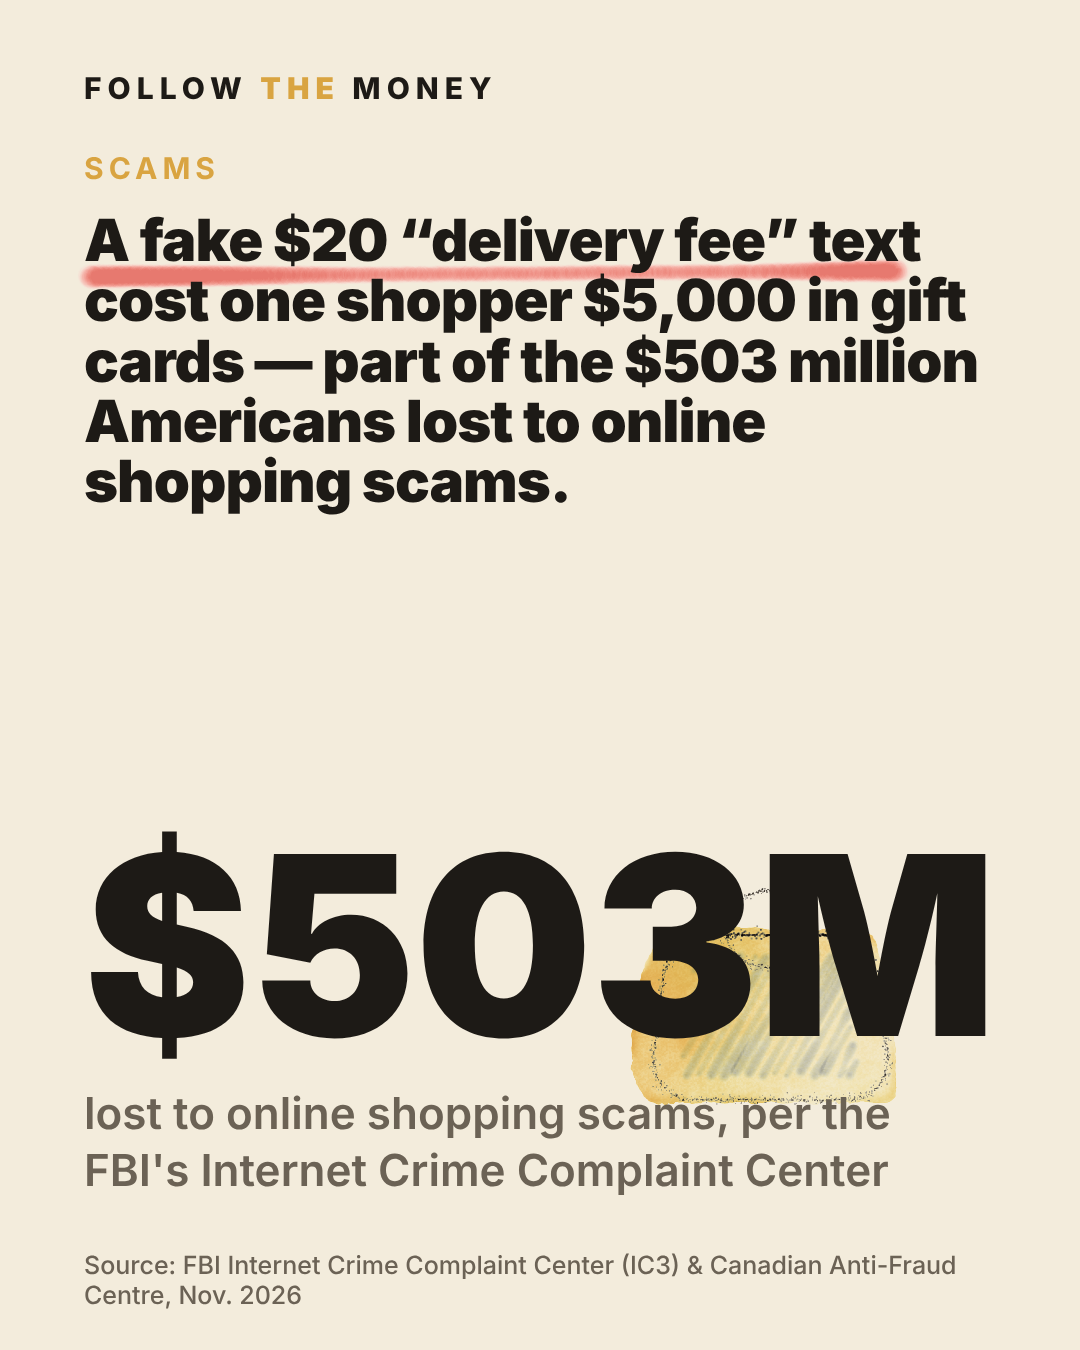 FOLLOW THE MONEY
SCAMS
A fake $20 “delivery fee” text
cost one shopper $5,000 in gift
cards — part of the $503 million
Americans lost to online
shopping scams.
$503M
lost to online shopping scams, per the
FBI's Internet Crime Complaint Center
Source: FBI Internet Crime Complaint Center (IC3) & Canadian Anti-Fraud
Centre, Nov. 2026